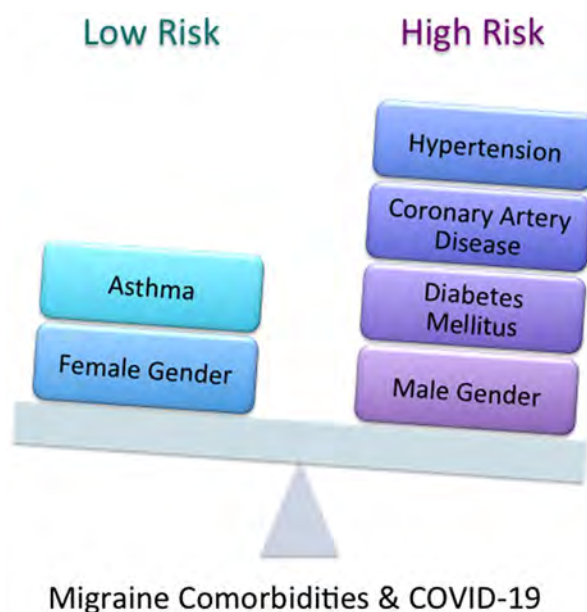 Low Risk
High Risk
Asthma
Female Gender
Hypertension
Coronary Artery
Disease
Diabetes
Mellitus
Male Gender
Migraine Comorbidities & COVID-19